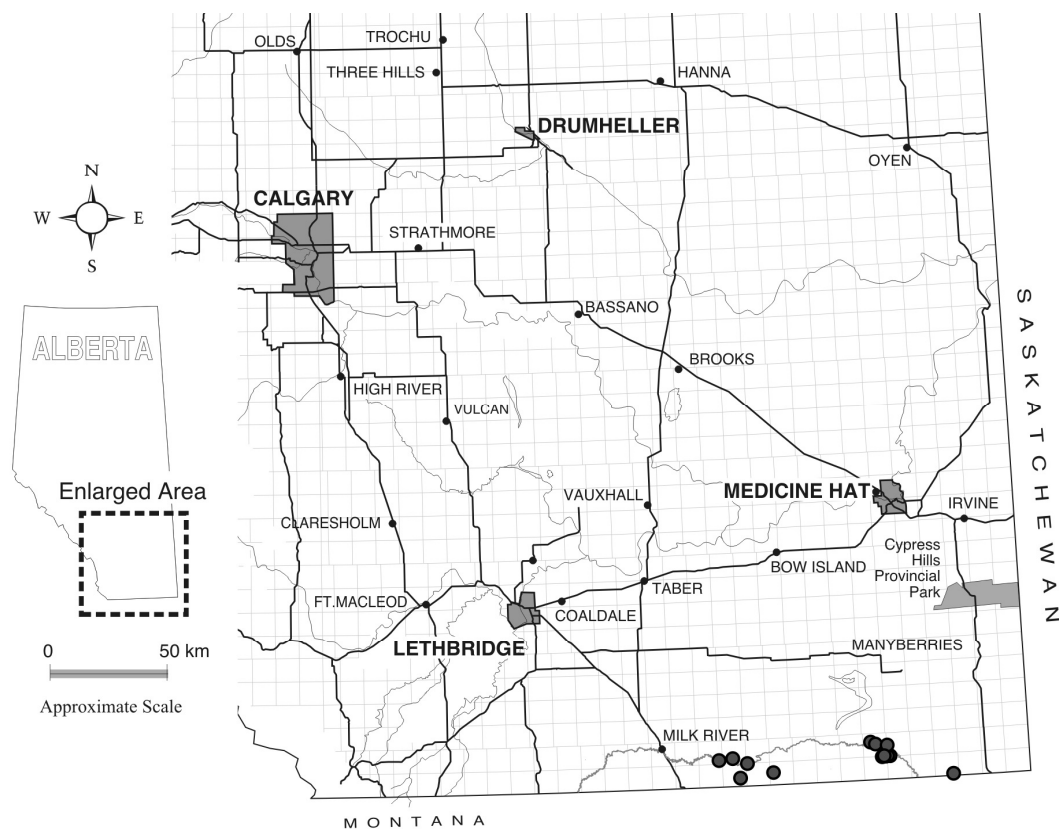 OLDS
TROCHU
THREE HILLS
HANNA
DRUMHELLER
OYEN
N
W E
S
CALGARY
STRATHMORE
BASSANO
ALBERTA
BROOKS
HIGH RIVER
VULCAN
SASKATCHEWAN
Enlarged Area
VAUXHALL
MEDICINE HAT
IRVINE
CLARESHOLM
Cypress
Hills
Provincial
Park
BOW ISLAND
TABER
FT.MACLEOD
COALDALE
LETHBRIDGE
MANYBERRIES
0 50 km
Approximate Scale
MILK RIVER
MONTANA